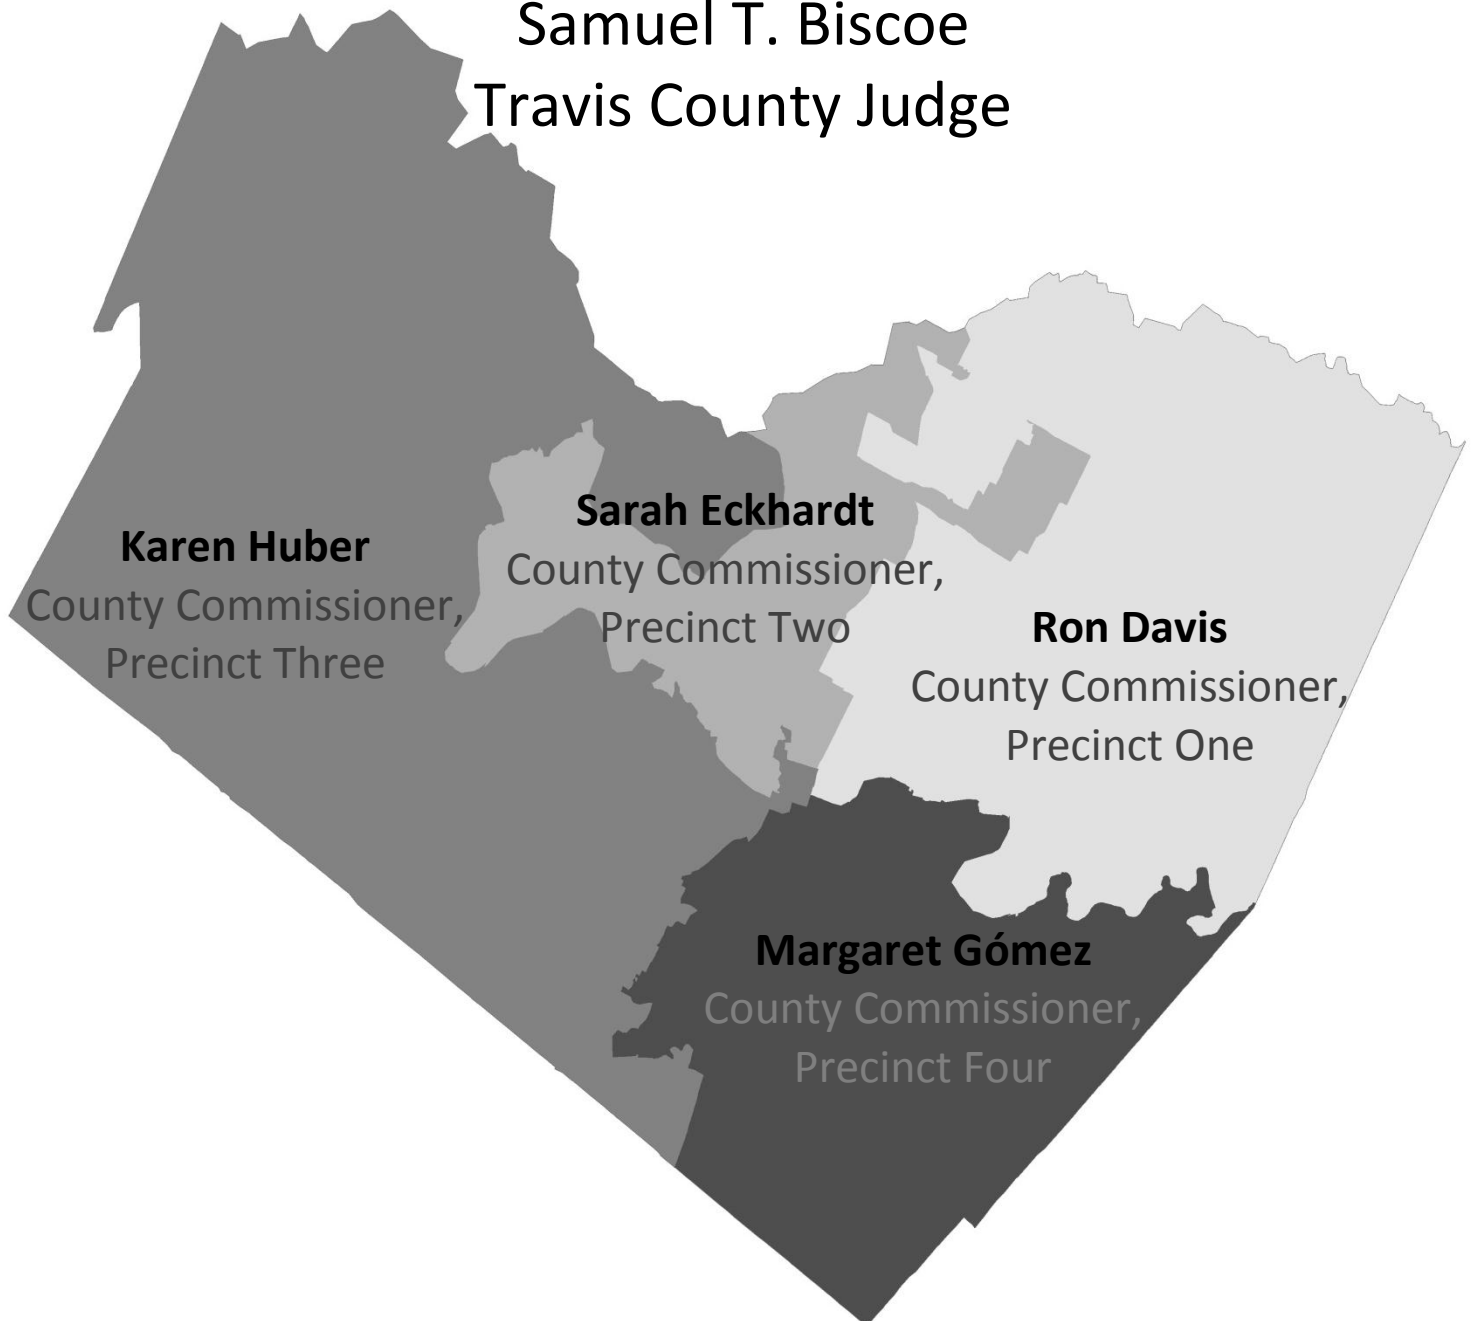 Samuel T. Biscoe
Travis County Judge
Karen Huber
County Commissioner,
Precinct Three
Sarah Eckhardt
County Commissioner,
Precinct Two
Ron Davis
County Commissioner,
Precinct One
Margaret Gómez
County Commissioner,
Precinct Four